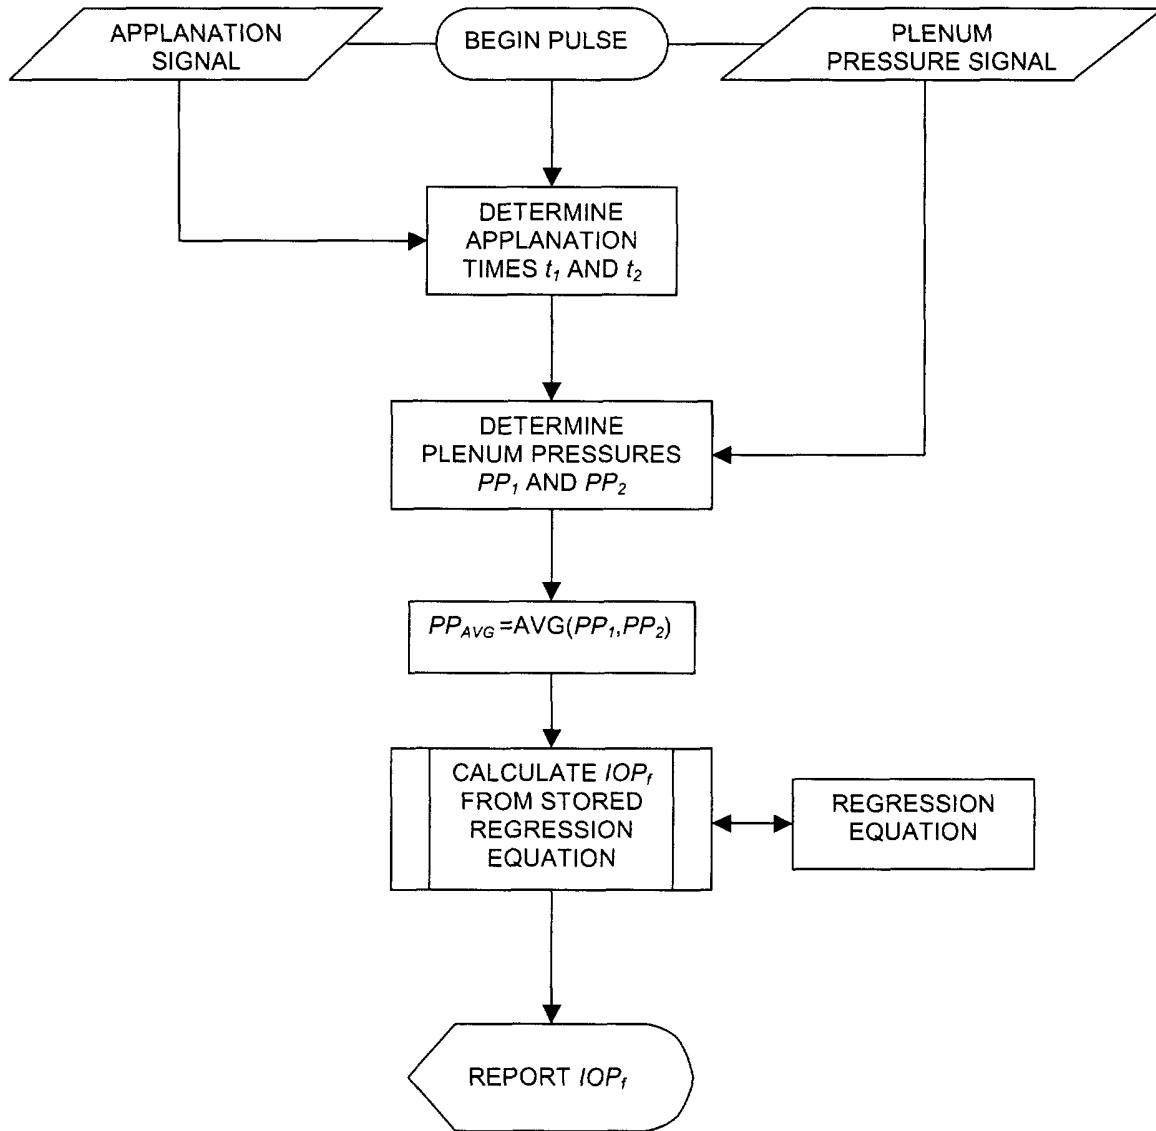 APPLANATION
SIGNAL
BEGIN PULSE
PLENUM
PRESSURE SIGNAL
DETERMINE
APPLANATION
TIMES t1 AND t2
DETERMINE
PLENUM PRESSURES
PP1 AND PP2
PPAVG =AVG(PP1,PP2)
CALCULATE IOPf
FROM STORED
REGRESSION
EQUATION
REGRESSION
EQUATION
REPORT IOPf